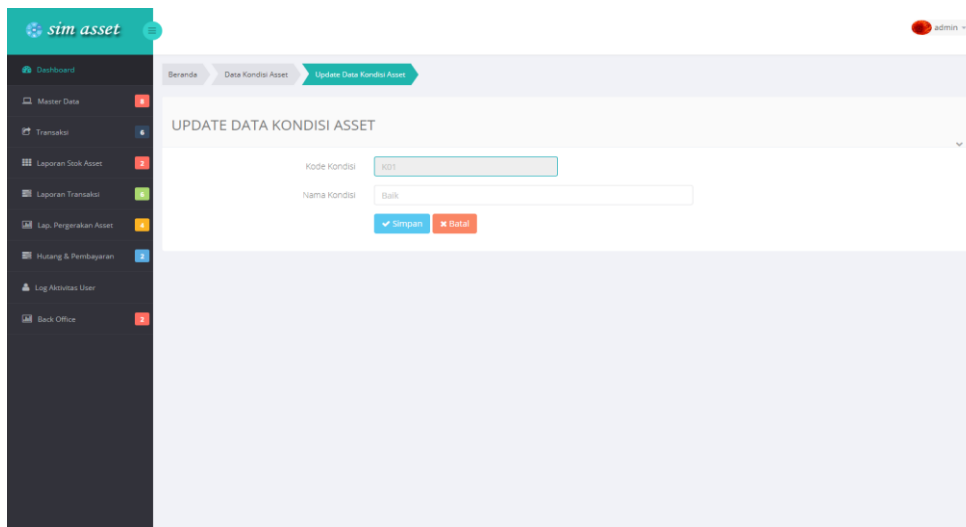 sim asset
admin
Dashboard
Beranda Data Kondisi Asset Update Data Kondisi Asset
Master Data
Transaksi 6
UPDATE DATA KONDISI ASSET
Laporan Stok Asset 2
Kode Kondisi K01
Laporan Transaksi 6
Nama Kondisi Baik
Lap. Pergerakan Asset
Simpan Batal
Hutang & Pembayaran 2
Log Aktivitas User
Back Office 2